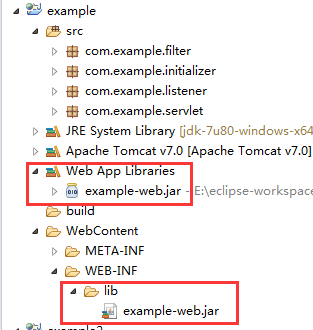 example
src
com.example.filter
com.example.initializer
com.example.listener
com.example.servlet
JRE System Library [jdk-7u80-windows-x64
Apache Tomcat v7.0 [Apache Tomcat v7.0]
Web App Libraries
example-web.jar - E:\eclipse-workspace
build
WebContent
META-INF
WEB-INF
lib
example-web.jar